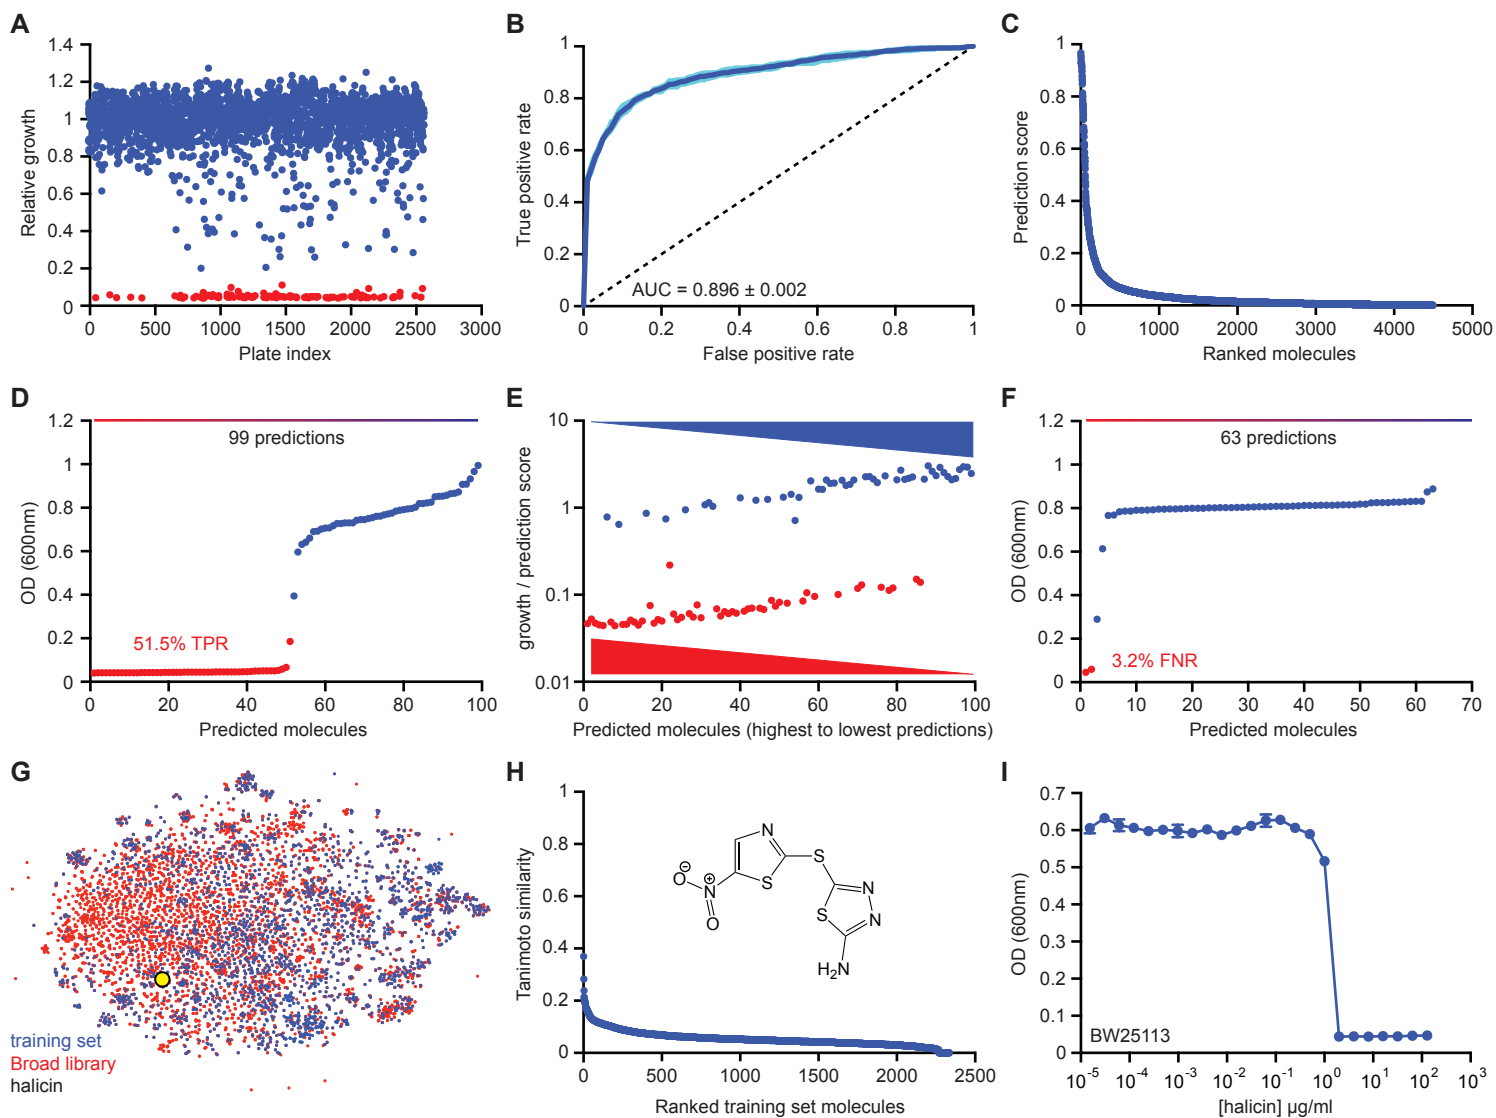 A
1.4
1.2
1
0.8
0.6
0.4
0.2
0
Relative growth
0 500 1000 1500 2000 2500 3000
Plate index
B
1
0.8
0.6
0.4
0.2
0
True positive rate
AUC = 0.896 ± 0.002
0 0.2 0.4 0.6 0.8 1
False positive rate
C
1
0.8
0.6
0.4
0.2
0
Prediction score
0 1000 2000 3000 4000 5000
Ranked molecules
D
1.2
1
0.8
0.6
0.4
0.2
0
OD (600nm)
99 predictions
51.5% TPR
0 20 40 60 80 100
Predicted molecules
E
10
1
0.1
0.01
growth / prediction score
0 20 40 60 80 100
Predicted molecules (highest to lowest predictions)
F
1.2
1
0.8
0.6
0.4
0.2
0
OD (600nm)
63 predictions
3.2% FNR
0 10 20 30 40 50 60 70
Predicted molecules
G
training set
Broad library
halicin
H
1
0.8
0.6
0.4
0.2
0
Tanimoto similarity
N
S
S
O⊖
N⊕
O
N
N
S
H₂N
0 500 1000 1500 2000 2500
Ranked training set molecules
I
0.7
0.6
0.5
0.4
0.3
0.2
0.1
0
OD (600nm)
BW25113
10⁻⁵ 10⁻⁴ 10⁻³ 10⁻² 10⁻¹ 10⁰ 10¹ 10² 10³
[halicin] µg/ml